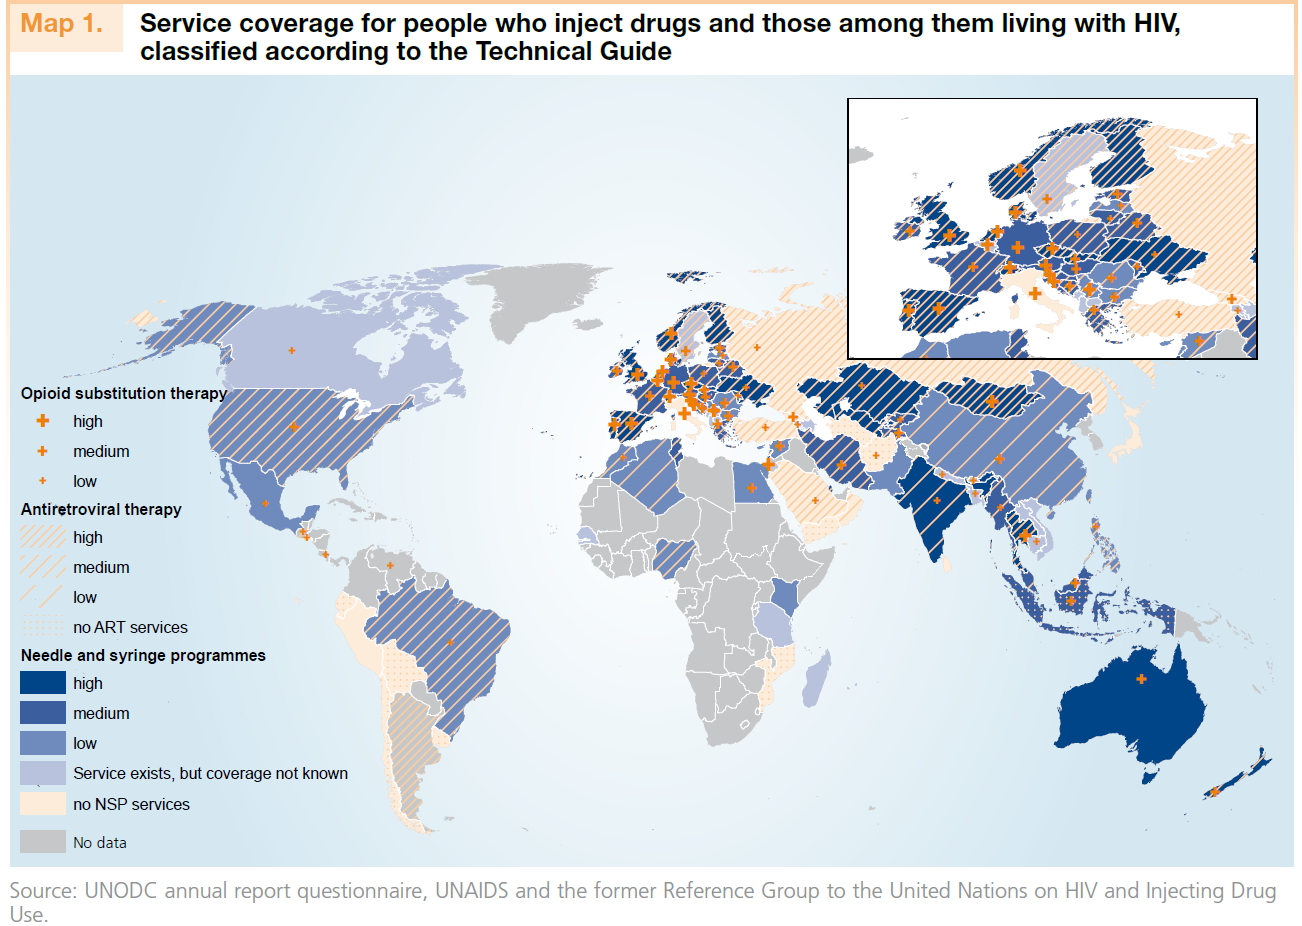 Map 1.
Service coverage for people who inject drugs and those among them living with HIV,
classified according to the Technical Guide
Opioid substitution therapy
high
medium
low
Antiretroviral therapy
high
medium
low
no ART services
Needle and syringe programmes
high
medium
low
Service exists, but coverage not known
no NSP services
No data
Source: UNODC annual report questionnaire, UNAIDS and the former Reference Group to the United Nations on HIV and Injecting Drug
Use.